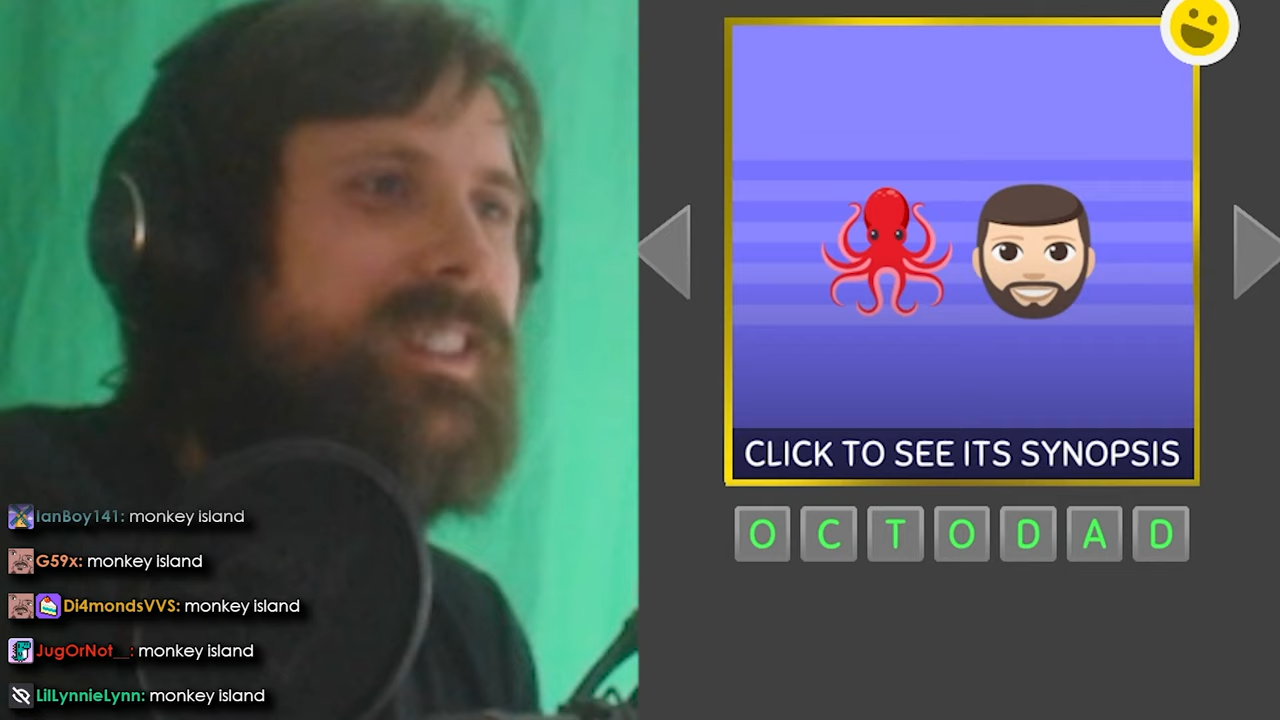 CLICK TO SEE ITS SYNOPSIS
O C T O D A D
IanBoy141: monkey island
G59x: monkey island
Di4mondsVVS: monkey island
JugOrNot__: monkey island
LilLynnieLynn: monkey island